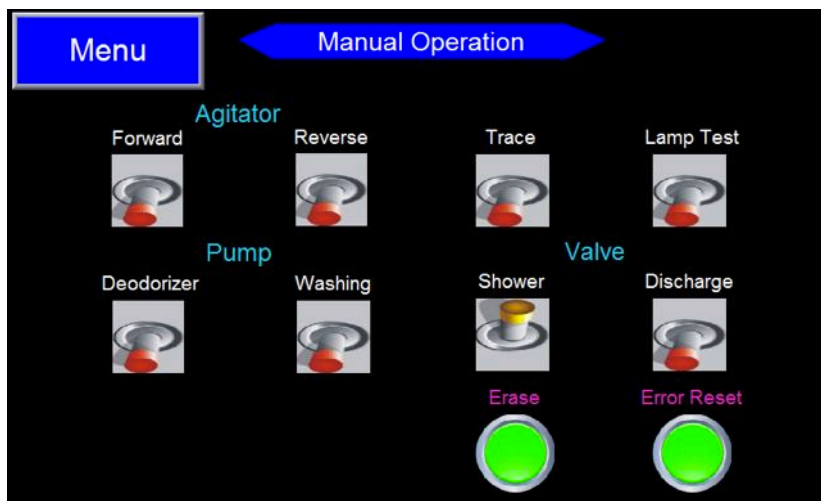 Menu
Manual Operation
Agitator
Forward
Reverse
Trace
Lamp Test
Pump
Valve
Deodorizer
Washing
Shower
Discharge
Erase
Error Reset